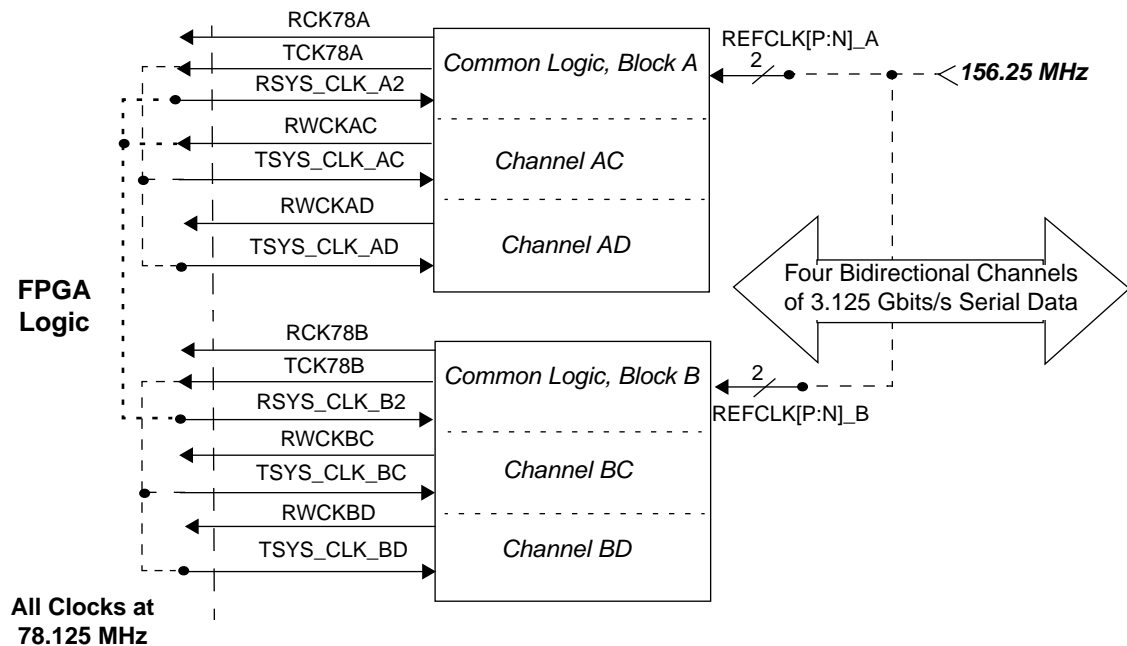 RCK78A
TCK78A
RSYS_CLK_A2
RWCKAC
TSYS_CLK_AC
RWCKAD
TSYS_CLK_AD
Common Logic, Block A
Channel AC
Channel AD
REFCLK[P:N]_A
2
156.25 MHz
Four Bidirectional Channels
of 3.125 Gbits/s Serial Data
FPGA
Logic
RCK78B
TCK78B
RSYS_CLK_B2
RWCKBC
TSYS_CLK_BC
RWCKBD
TSYS_CLK_BD
Common Logic, Block B
Channel BC
Channel BD
2
REFCLK[P:N]_B
All Clocks at
78.125 MHz